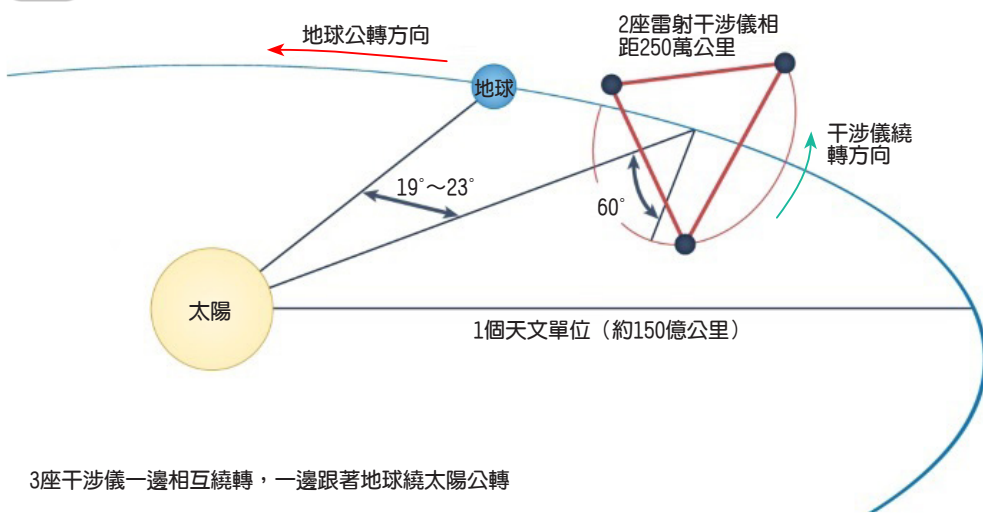 地球公轉方向
2座雷射干涉儀相
距250萬公里
地球
干涉儀繞
轉方向
19°～23°
60°
太陽
1個天文單位（約150億公里）
3座干涉儀一邊相互繞轉，一邊跟著地球繞太陽公轉